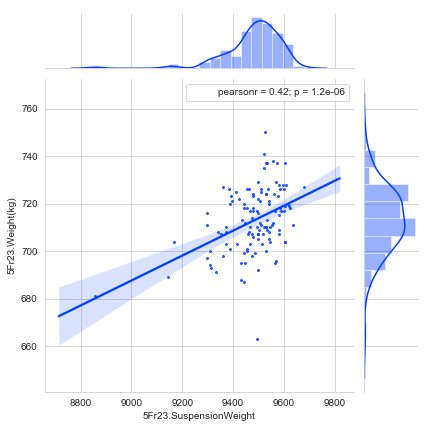 pearsonr = 0.42; p = 1.2e-06
760
740
720
700
680
660
5Fr23.Weight(kg)
8800 9000 9200 9400 9600 9800
5Fr23.SuspensionWeight